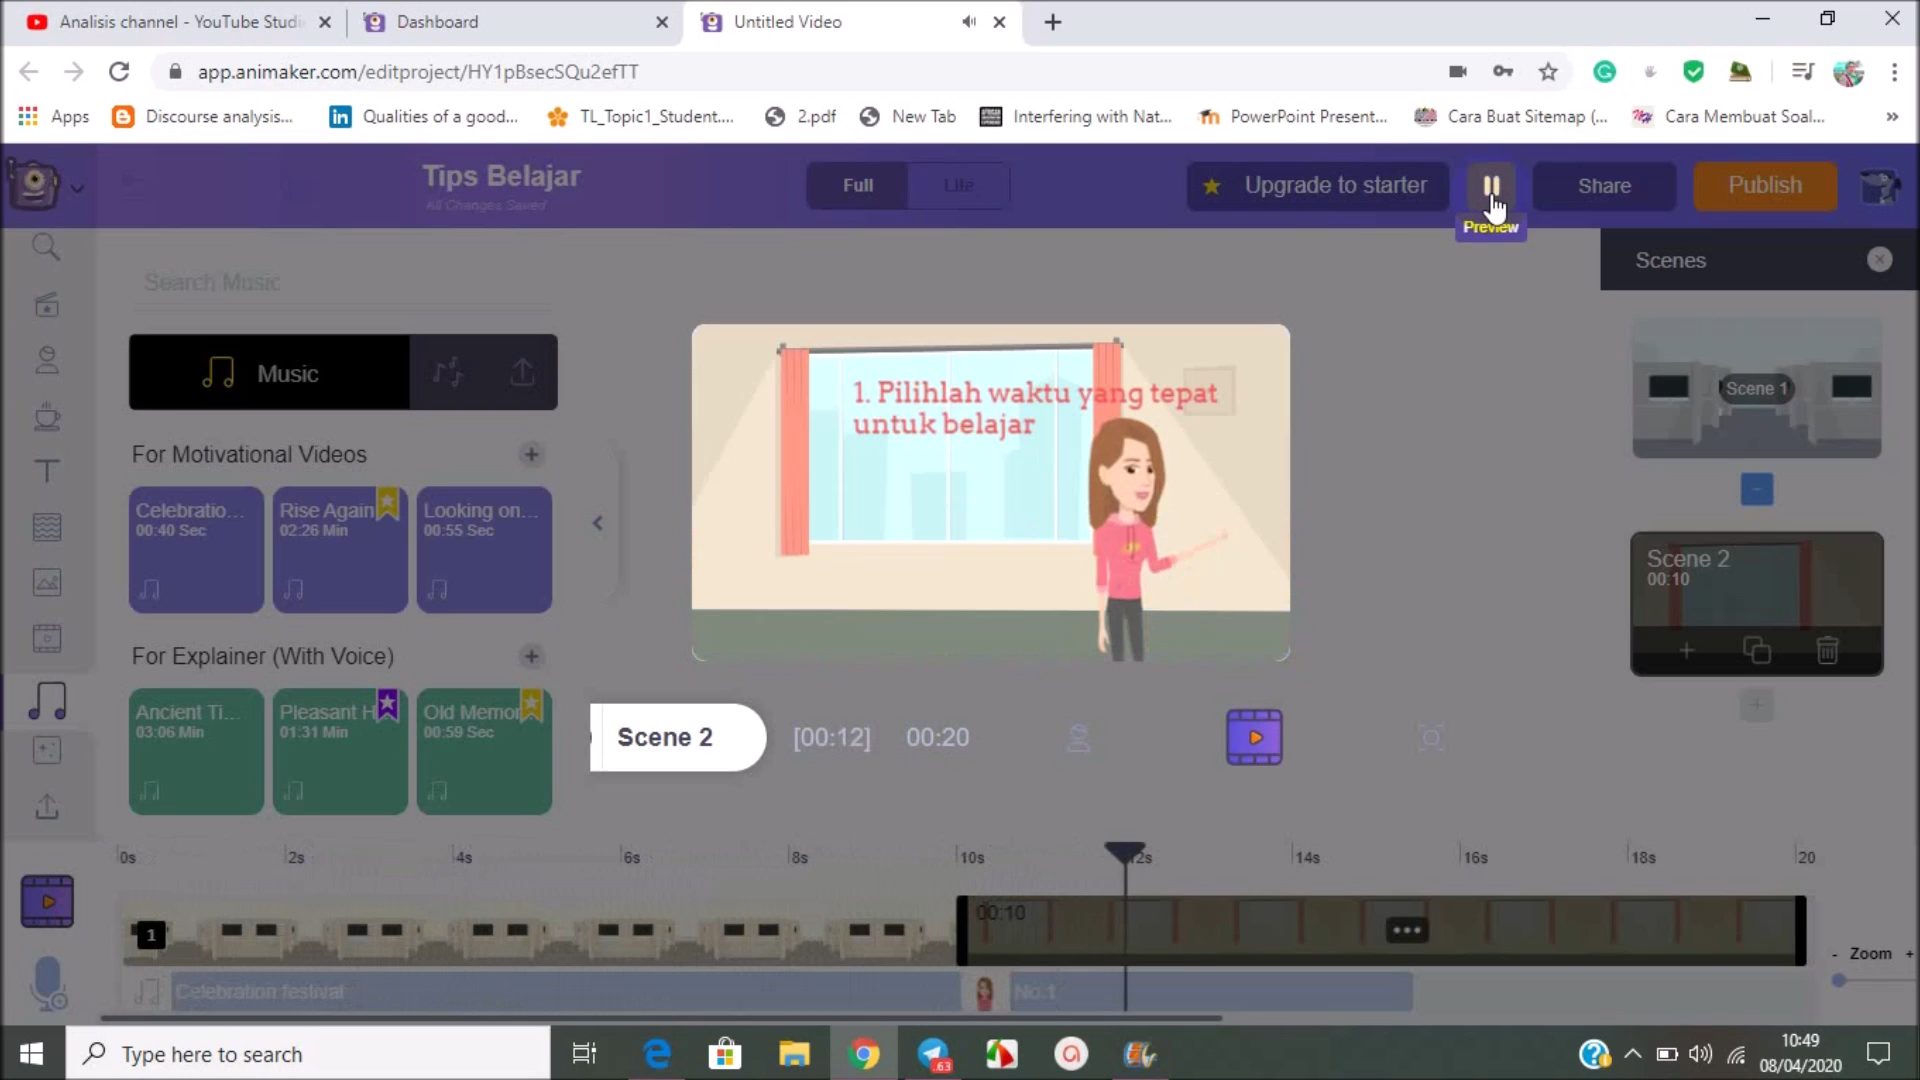 Analisis channel - YouTube Studi
Dashboard
Untitled Video
app.animaker.com/editproject/HY1pBsecSQu2efTT
Apps
Discourse analysis...
Qualities of a good...
TL_Topic1_Student....
2.pdf
New Tab
Interfering with Nat...
PowerPoint Present...
Cara Buat Sitemap (...
Cara Membuat Soal...
»
Tips Belajar
All Changes Saved
Full
Lite
Upgrade to starter
Share
Publish
Preview
Scenes
Search Music
Music
1. Pilihlah waktu yang tepat
untuk belajar
Scene 1
For Motivational Videos
Celebratio...
00:40 Sec
Rise Again
02:26 Min
Looking on...
00:55 Sec
Scene 2
00:10
For Explainer (With Voice)
Ancient Ti...
03:06 Min
Pleasant H
01:31 Min
Old Memor
00:59 Sec
Scene 2
[00:12]
00:20
0s
2s
4s
6s
8s
10s
12s
14s
16s
18s
20
1
00:10
- Zoom +
Celebration festival
No.1
Type here to search
63
10:49
08/04/2020